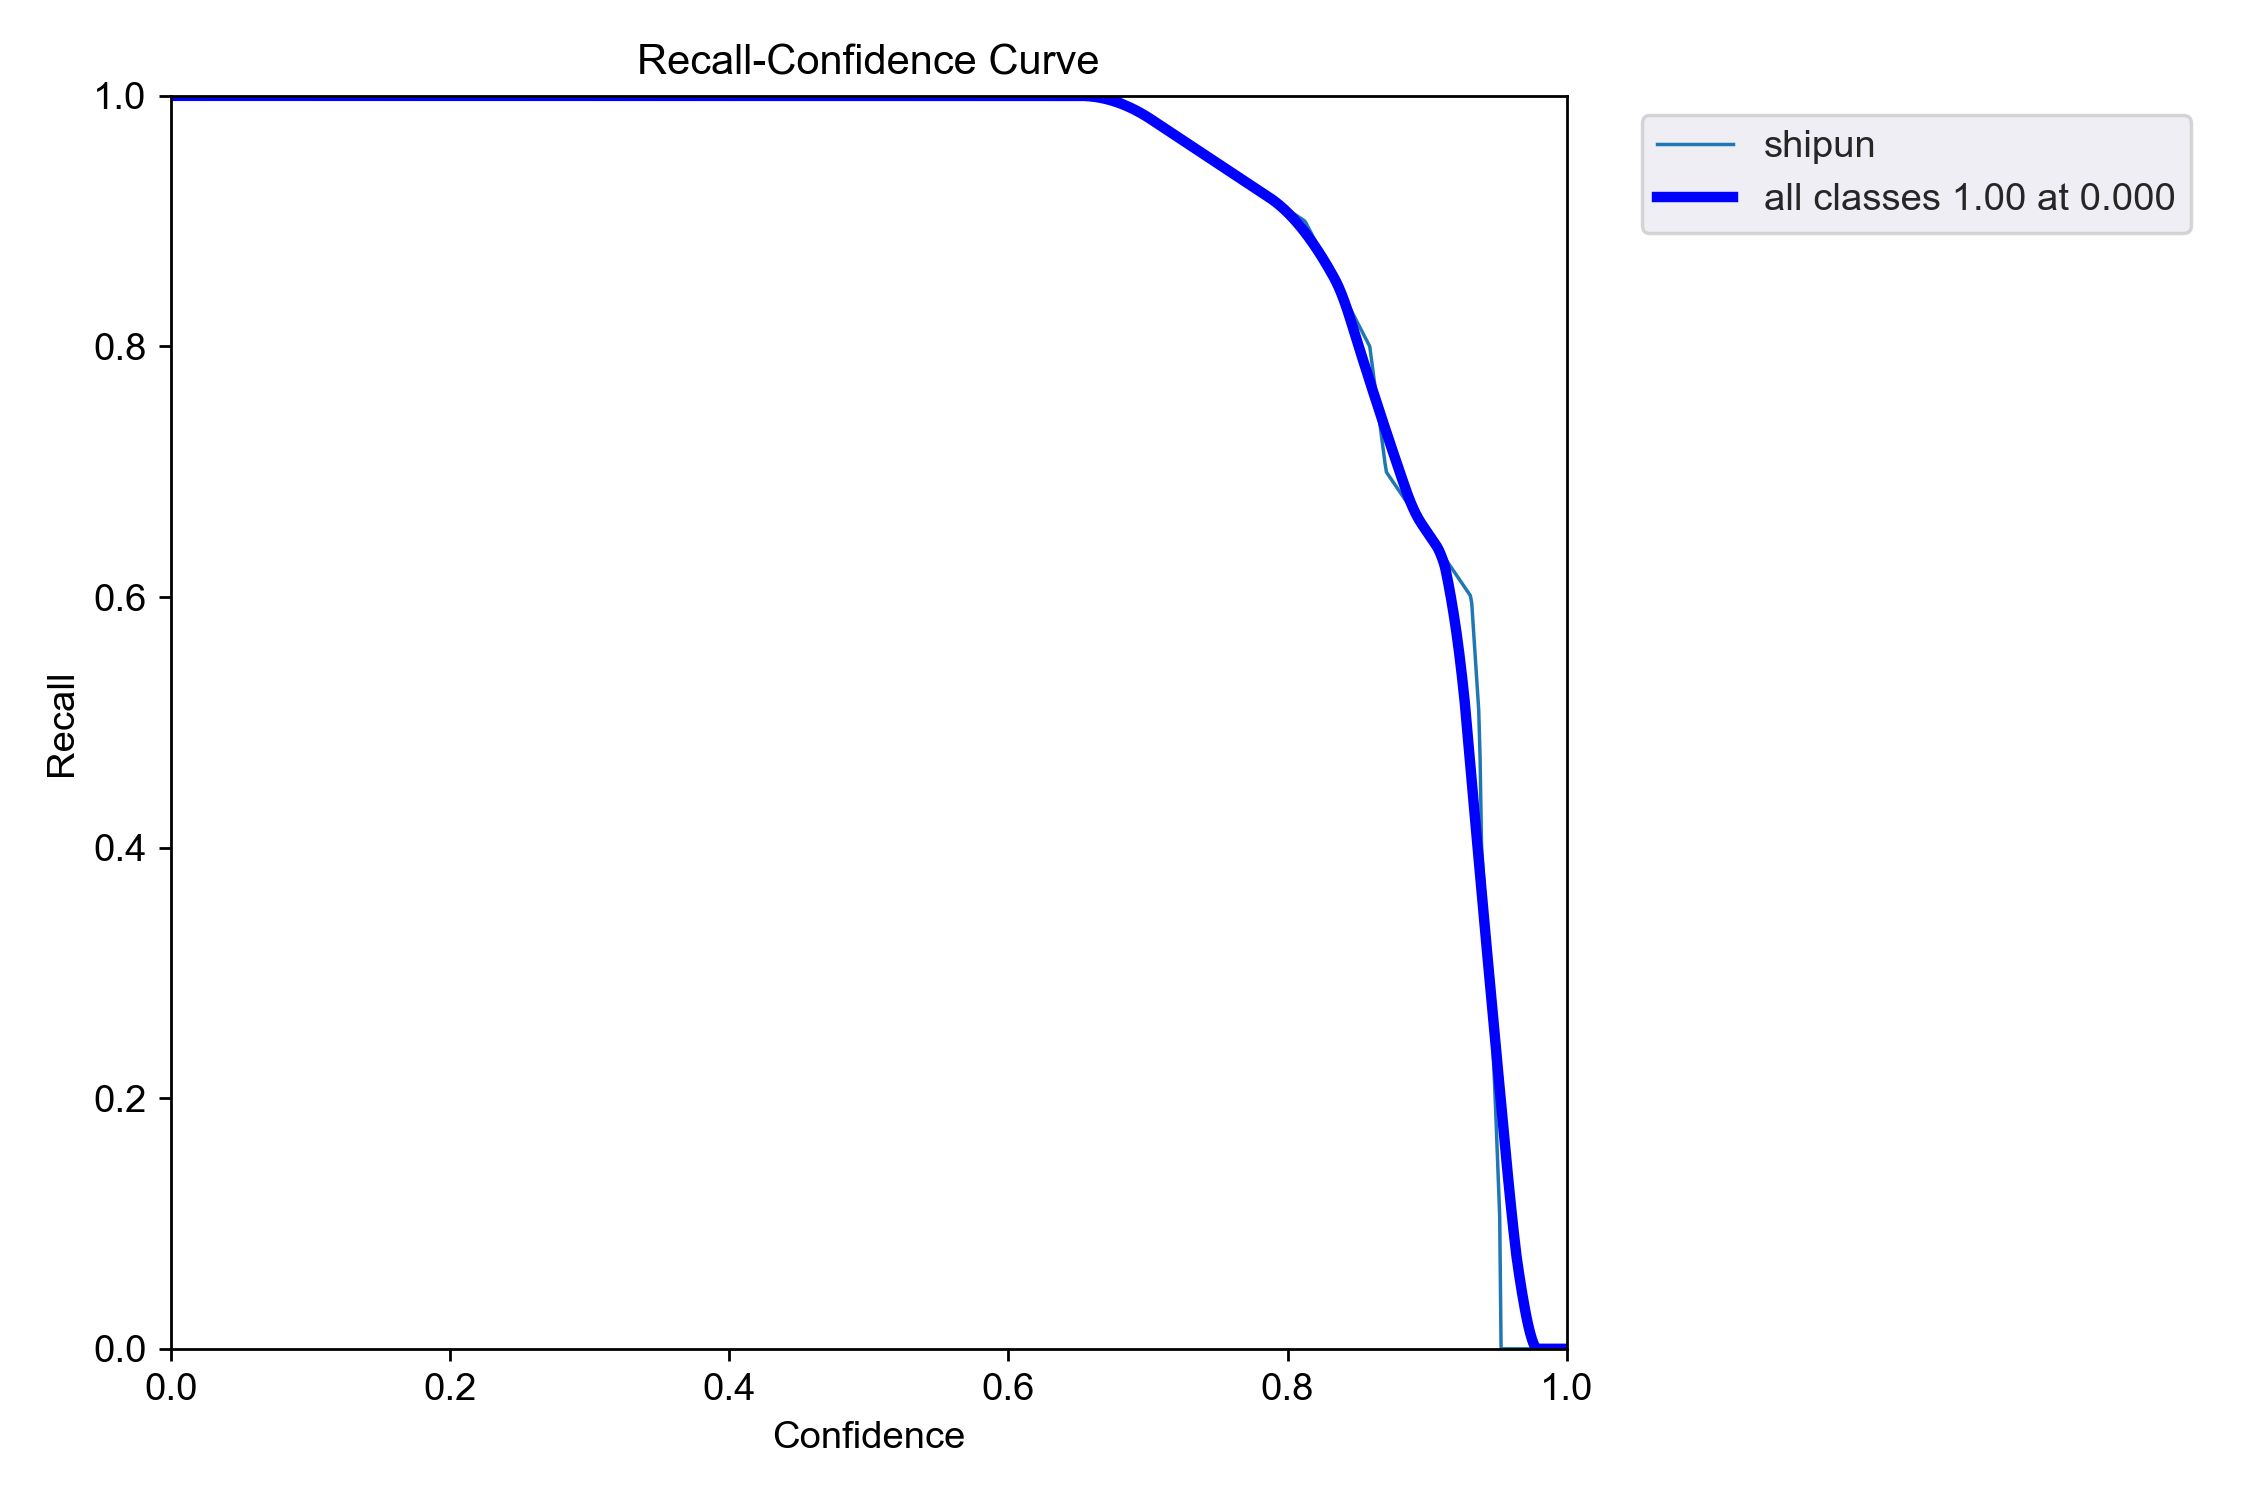 Recall-Confidence Curve
1.0
0.8
0.6
0.4
0.2
0.0
Recall
0.0 0.2 0.4 0.6 0.8 1.0
Confidence
shipun
all classes 1.00 at 0.000